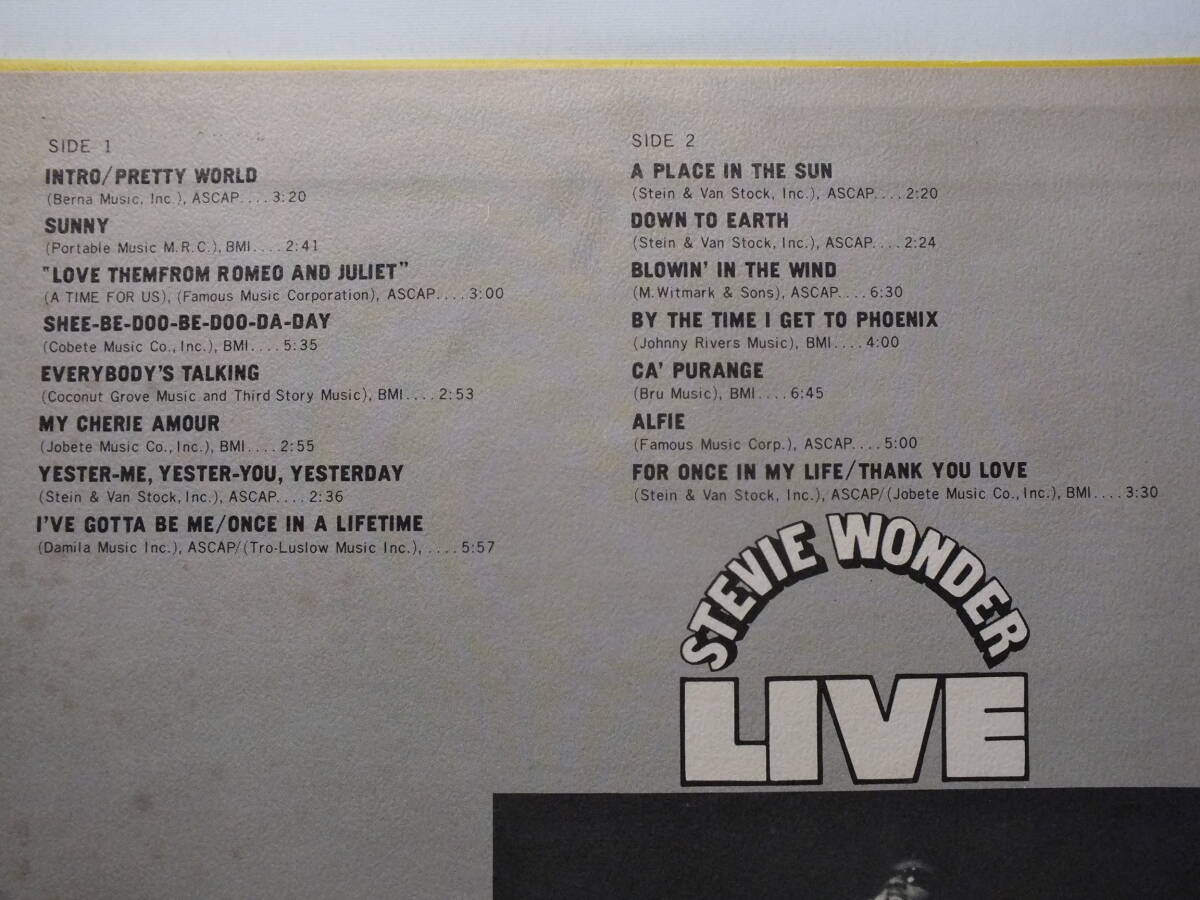 SIDE 1
INTRO/PRETTY WORLD
(Berna Music, Inc.), ASCAP....3:20
SUNNY
(Portable Music M.R.C.), BMI....2:41
"LOVE THEMFROM ROMEO AND JULIET"
(A TIME FOR US), (Famous Music Corporation), ASCAP....3:00
SHEE-BE-DOO-BE-DOO-DA-DAY
(Cobete Music Co., Inc.), BMI....5:35
EVERYBODY'S TALKING
(Coconut Grove Music and Third Story Music), BMI....2:53
MY CHERIE AMOUR
(Jobete Music Co., Inc.), BMI....2:55
YESTER-ME, YESTER-YOU, YESTERDAY
(Stein & Van Stock, Inc.), ASCAP....2:36
I'VE GOTTA BE ME/ONCE IN A LIFETIME
(Damila Music Inc.), ASCAP/(Tro-Luslow Music Inc.), ....5:57
SIDE 2
A PLACE IN THE SUN
(Stein & Van Stock, Inc.), ASCAP....2:20
DOWN TO EARTH
(Stein & Van Stock, Inc.), ASCAP....2:24
BLOWIN' IN THE WIND
(M. Witmark & Sons), ASCAP....6:30
BY THE TIME I GET TO PHOENIX
(Johnny Rivers Music), BMI....4:00
CA' PURANGE
(Bru Music), BMI....6:45
ALFIE
(Famous Music Corp.), ASCAP....5:00
FOR ONCE IN MY LIFE/THANK YOU LOVE
(Stein & Van Stock, Inc.), ASCAP/(Jobete Music Co., Inc.), BMI....3:30
STEVIE WONDER
LIVE